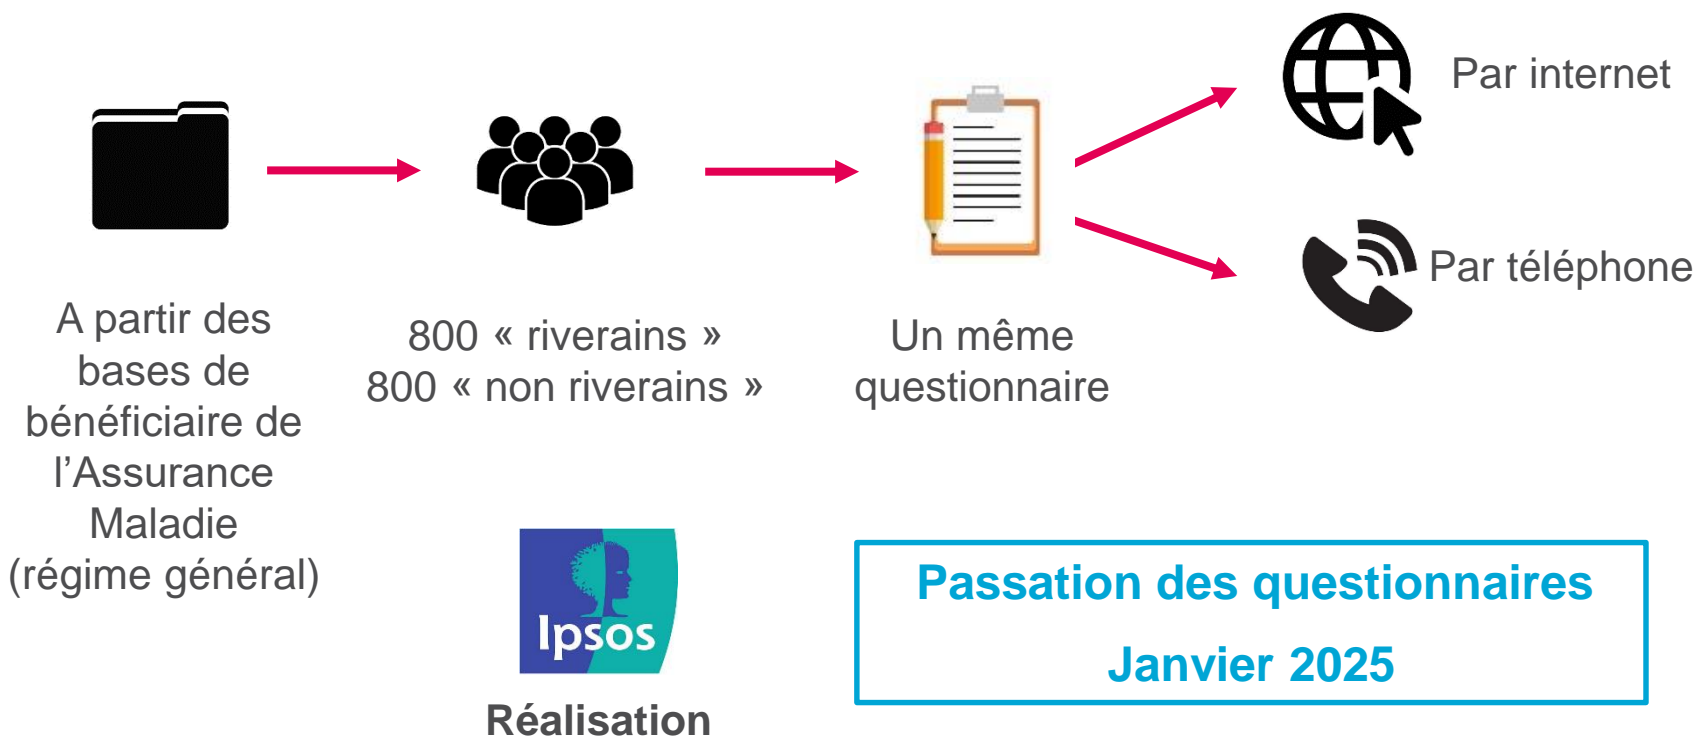 Par internet
Par téléphone
A partir des
bases de
bénéficiaire de
l’Assurance
Maladie
(régime général)
800 « riverains »
800 « non riverains »
Un même
questionnaire
Ipsos
Réalisation
Passation des questionnaires
Janvier 2025